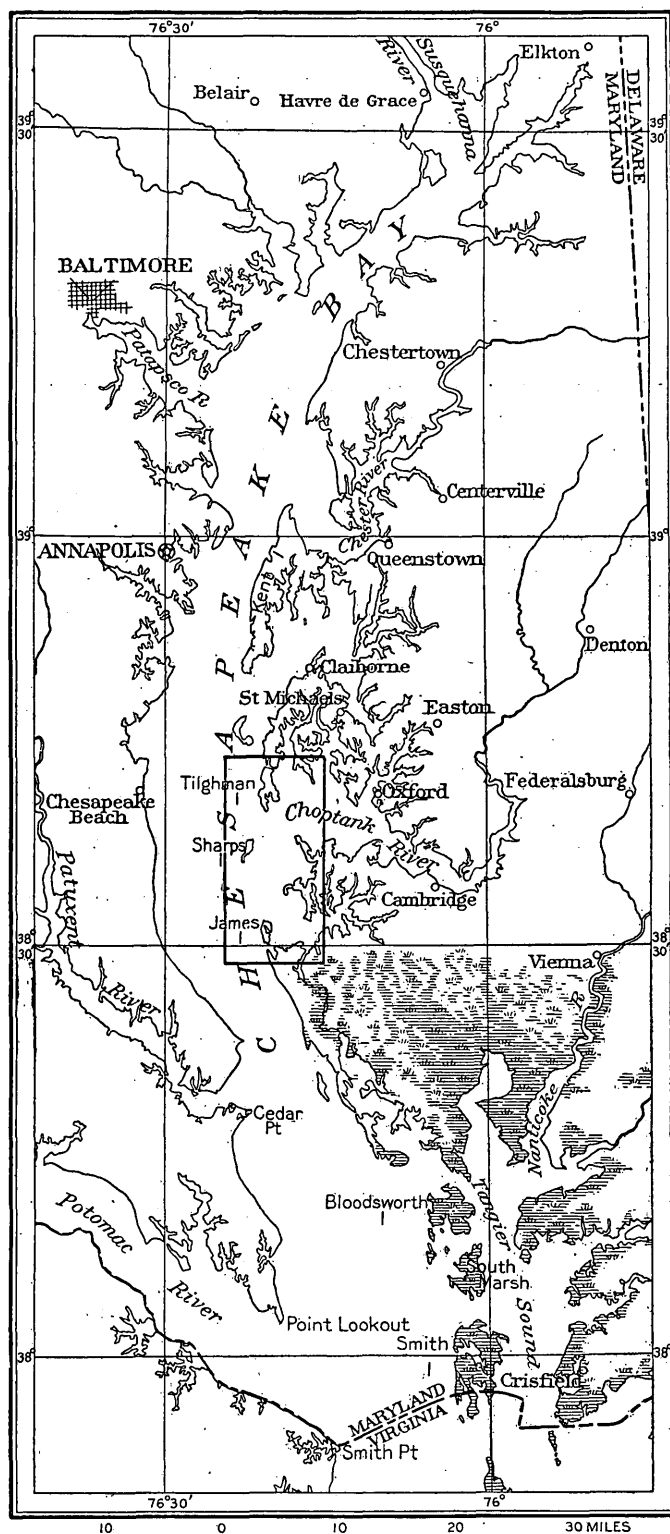 76°30' 76°
Elkton
Susquehanna
River
Belair
Havre de Grace
DELAWARE
MARYLAND
39°
30'
39°
30'
BALTIMORE
Patapsco R
CHESAPEAKE BAY
Chestertown
Chester River
Centerville
39°
39°
ANNAPOLIS
Queenstown
Kent I
Denton
Claiborne
St Michaels
Easton
Tilghman I
Chesapeake
Beach
Oxford
Federalsburg
Choptank
River
Sharps I
Cambridge
James I
Patuxent
River
38°
30'
38°
30'
Vienna
Nanticoke R
Cedar
Pt
Tangier
Sound
Bloodsworth
I
Potomac
River
South
Marsh
I
Point Lookout
38°
38°
Smith
I
Crisfield
MARYLAND
VIRGINIA
Smith Pt
76°30' 76°
10 0 10 20 30 MILES